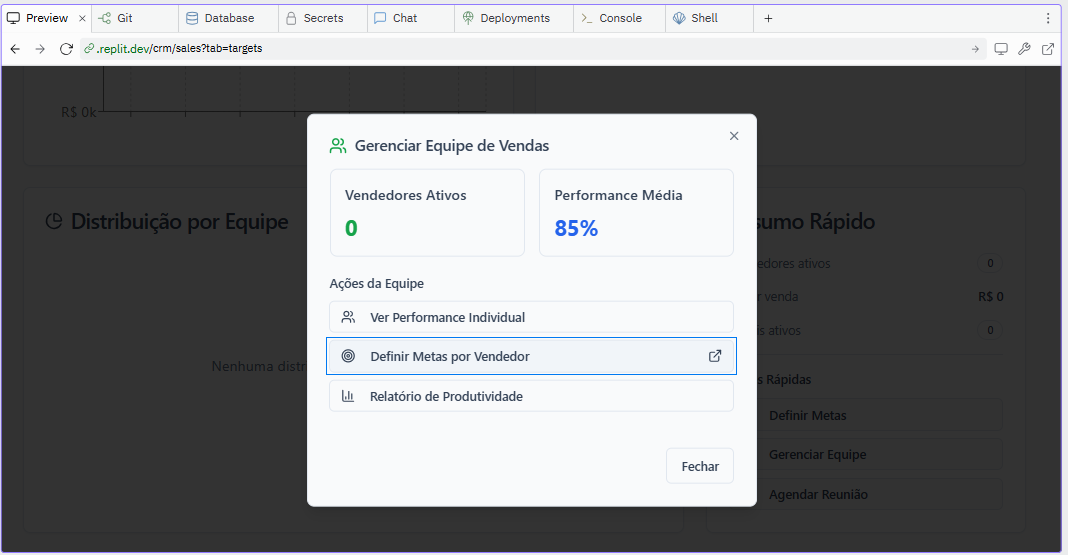 Preview
Git
Database
Secrets
Chat
Deployments
Console
Shell
.replit.dev/crm/sales?tab=targets
R$ 0k
Gerenciar Equipe de Vendas
Vendedores Ativos
0
Performance Média
85%
Ações da Equipe
Ver Performance Individual
Definir Metas por Vendedor
Relatório de Produtividade
Fechar
Distribuição por Equipe
Nenhuma
sumo Rápido
edores ativos
0
venda
R$ 0
ativos
0
Rápidas
Definir Metas
Gerenciar Equipe
Agendar Reunião